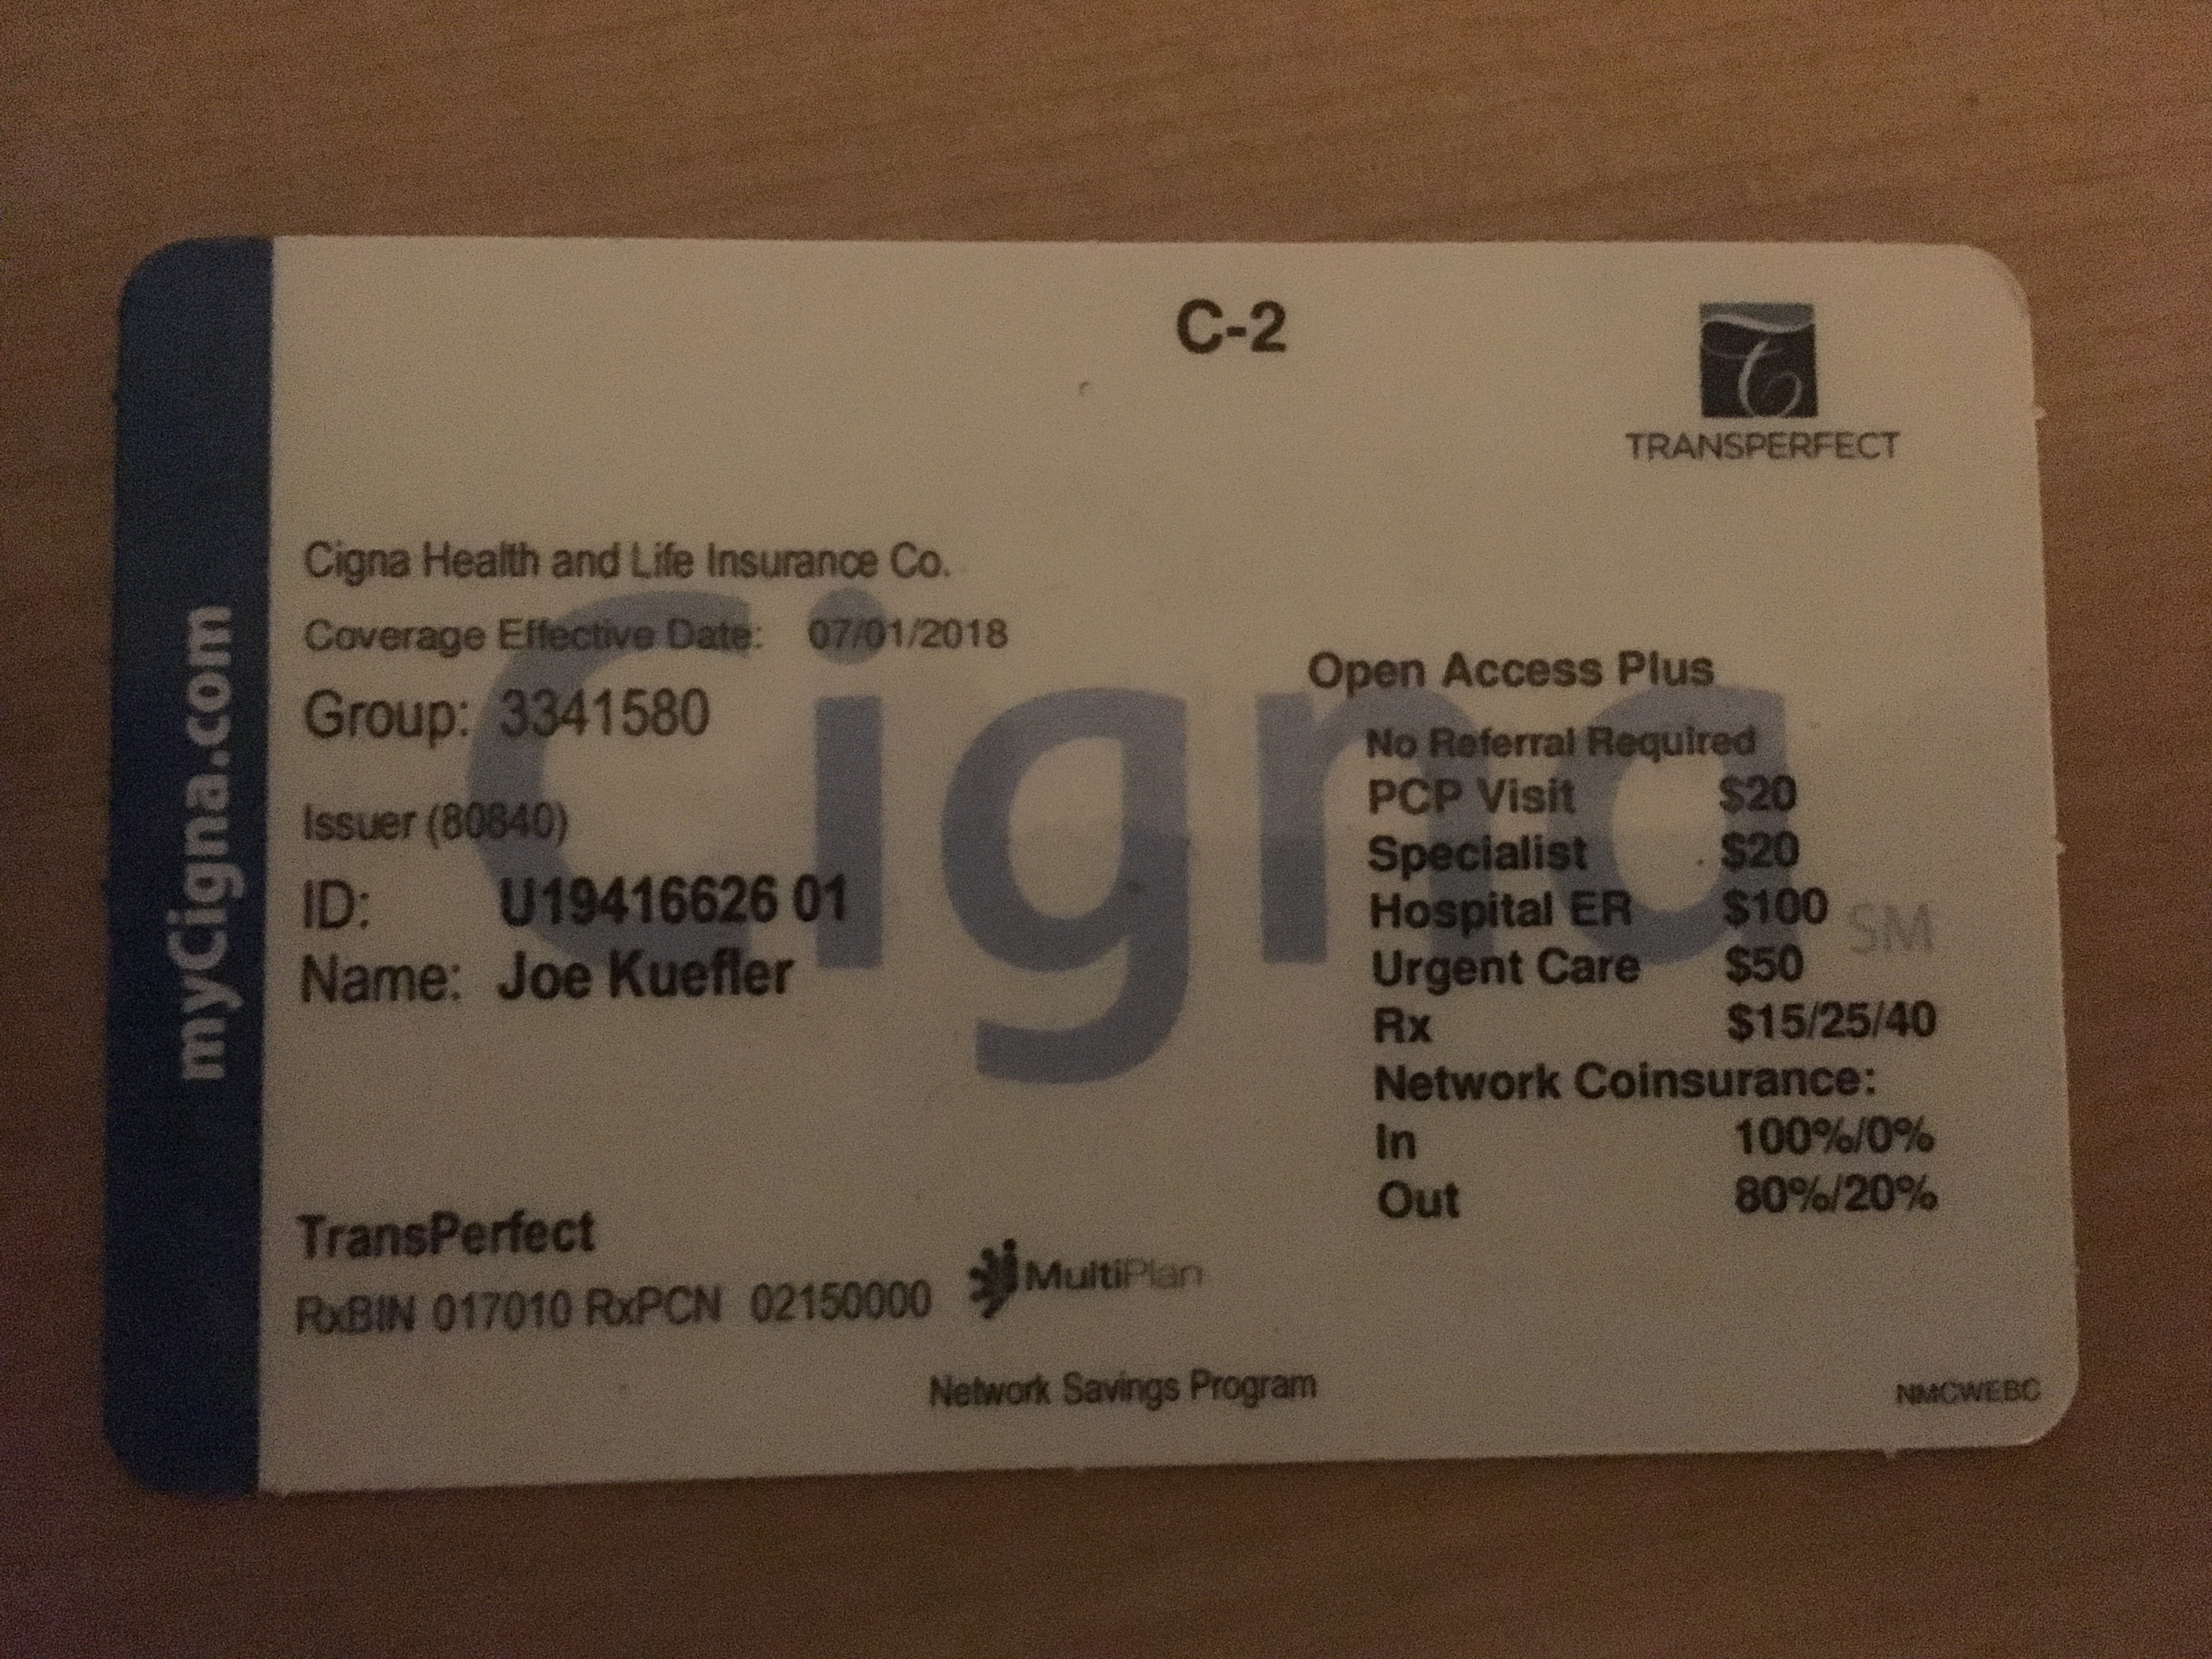 C-2
TRANSPERFECT
myCigna.com
Cigna
SM
Cigna Health and Life Insurance Co.
Coverage Effective Date: 07/01/2018
Group: 3341580
Issuer (80840)
ID: U19416626 01
Name: Joe Kuefler
Open Access Plus
No Referral Required
PCP Visit $20
Specialist $20
Hospital ER $100
Urgent Care $50
Rx $15/25/40
Network Coinsurance:
In 100%/0%
Out 80%/20%
TransPerfect
RxBIN 017010 RxPCN 02150000
MultiPlan
Network Savings Program
NMCWEBC